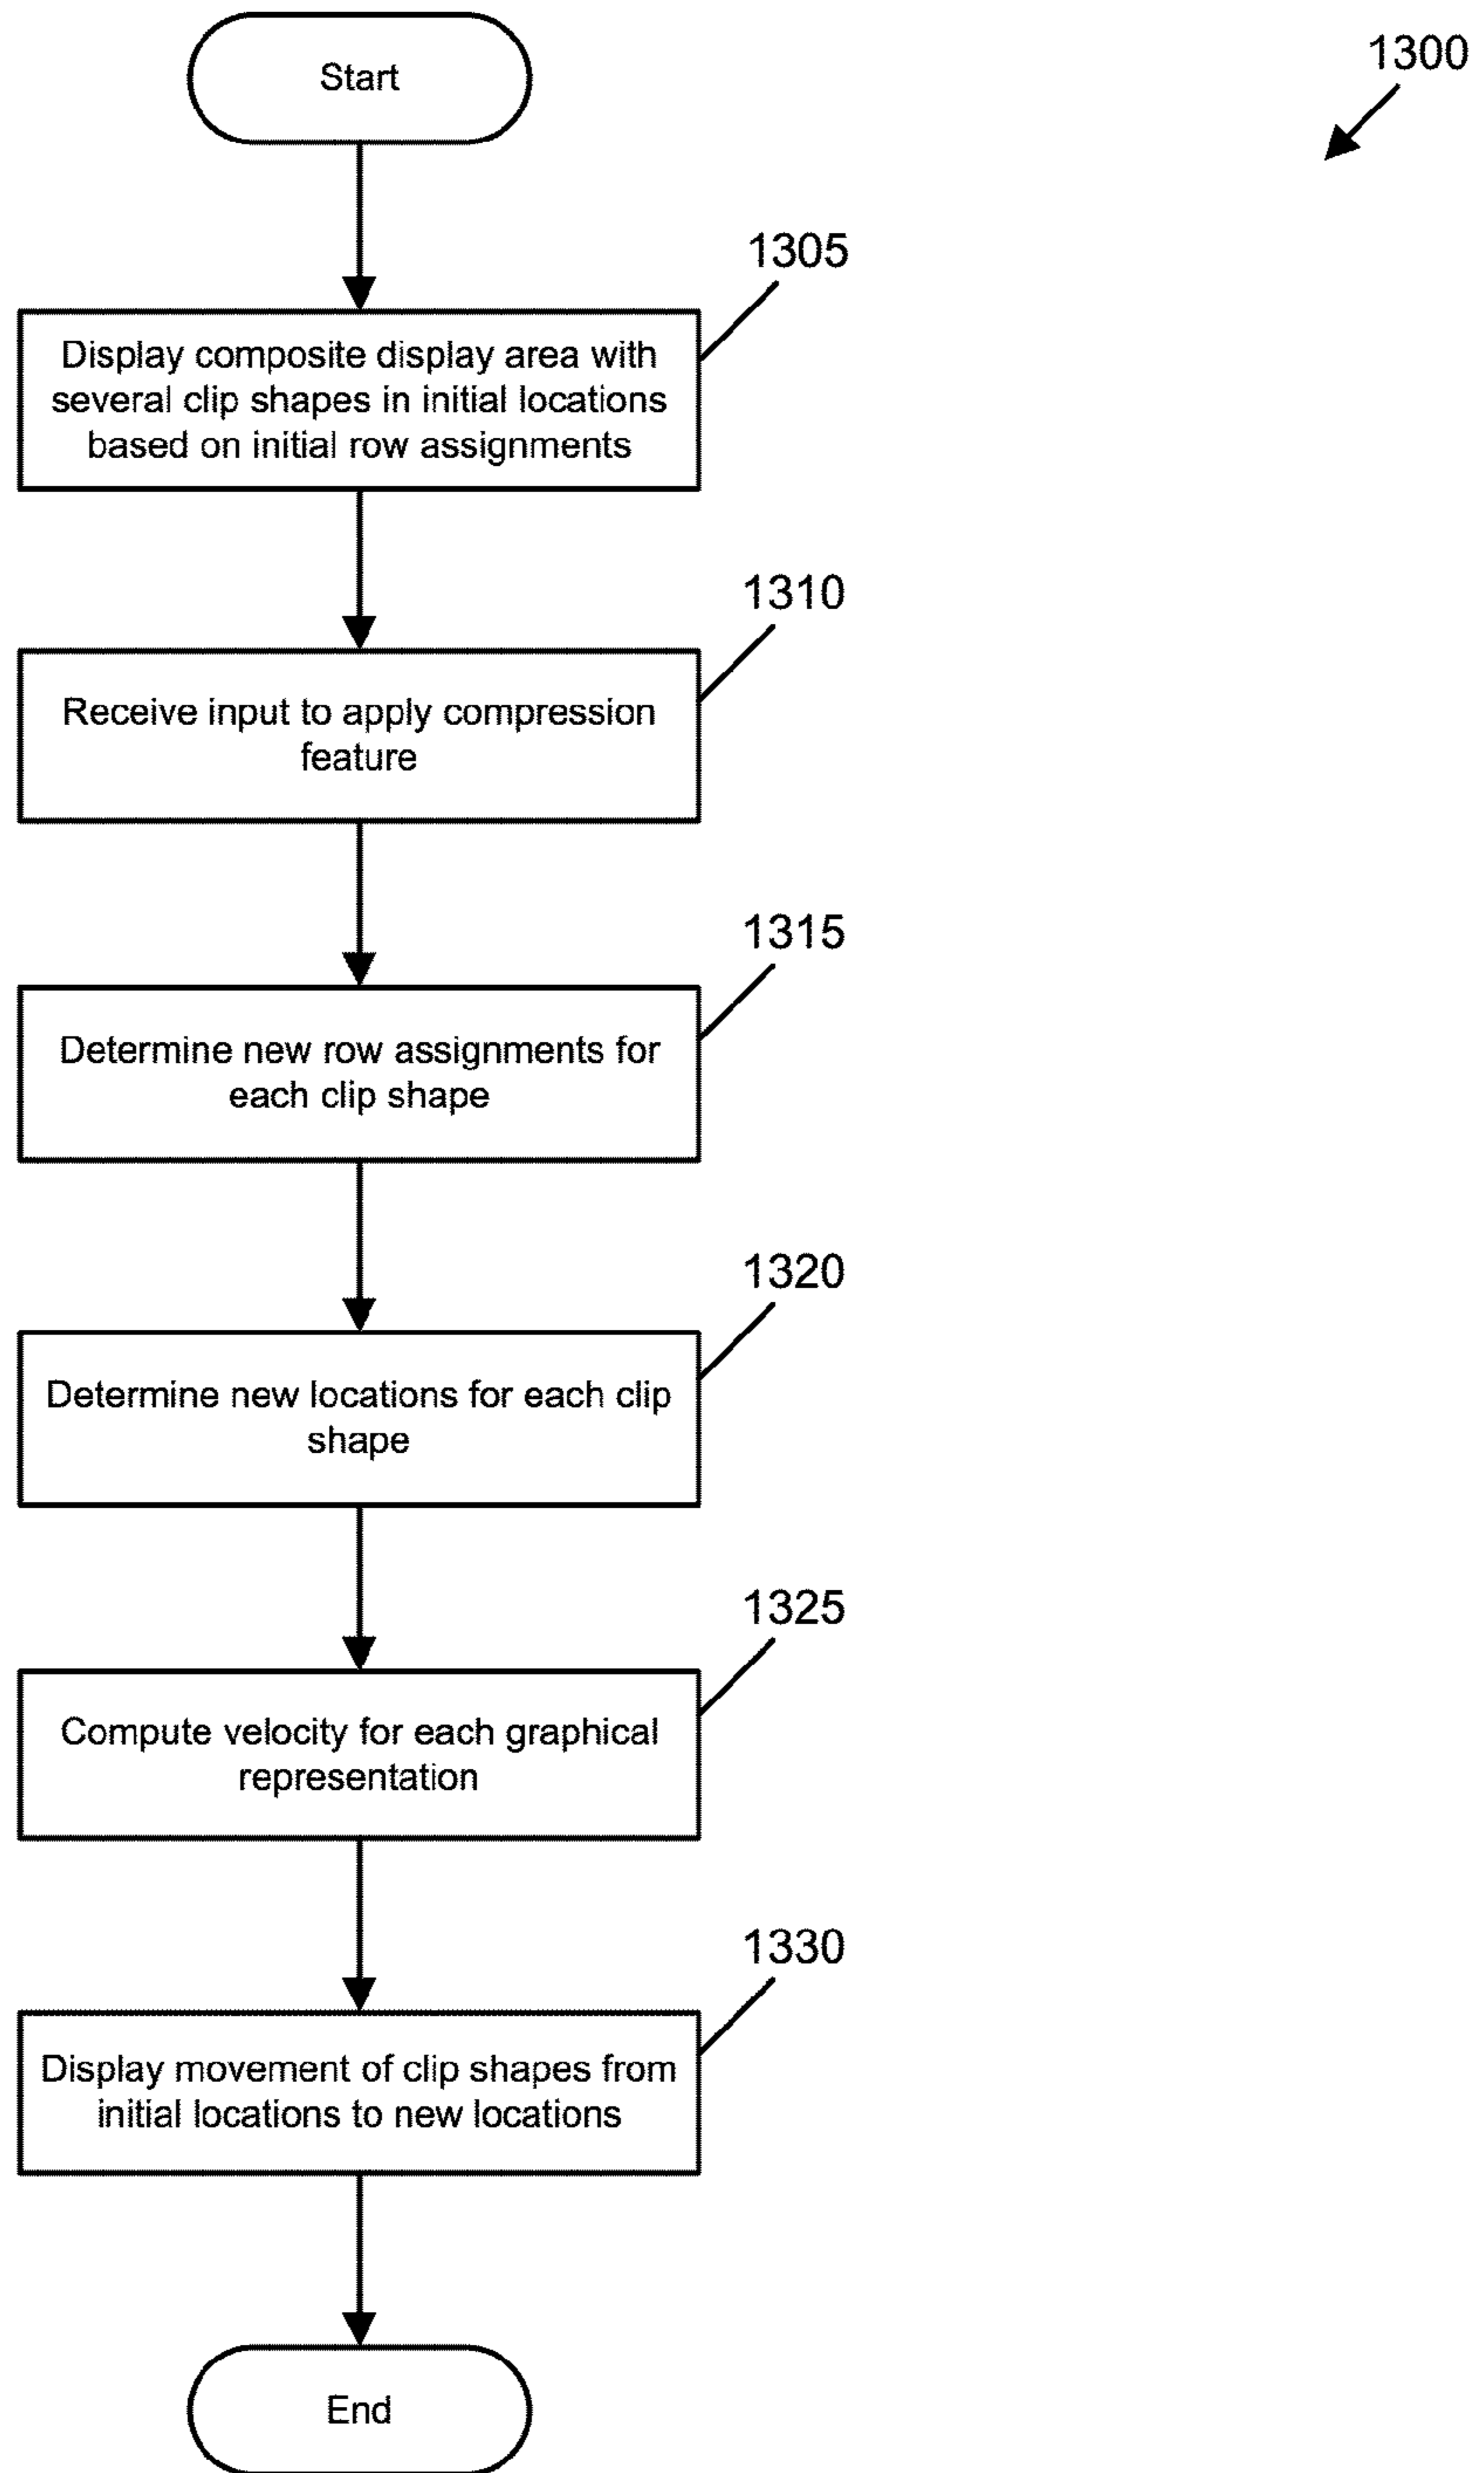 Start
1300
1305
Display composite display area with
several clip shapes in initial locations
based on initial row assignments
1310
Receive input to apply compression
feature
1315
Determine new row assignments for
each clip shape
1320
Determine new locations for each clip
shape
1325
Compute velocity for each graphical
representation
1330
Display movement of clip shapes from
initial locations to new locations
End